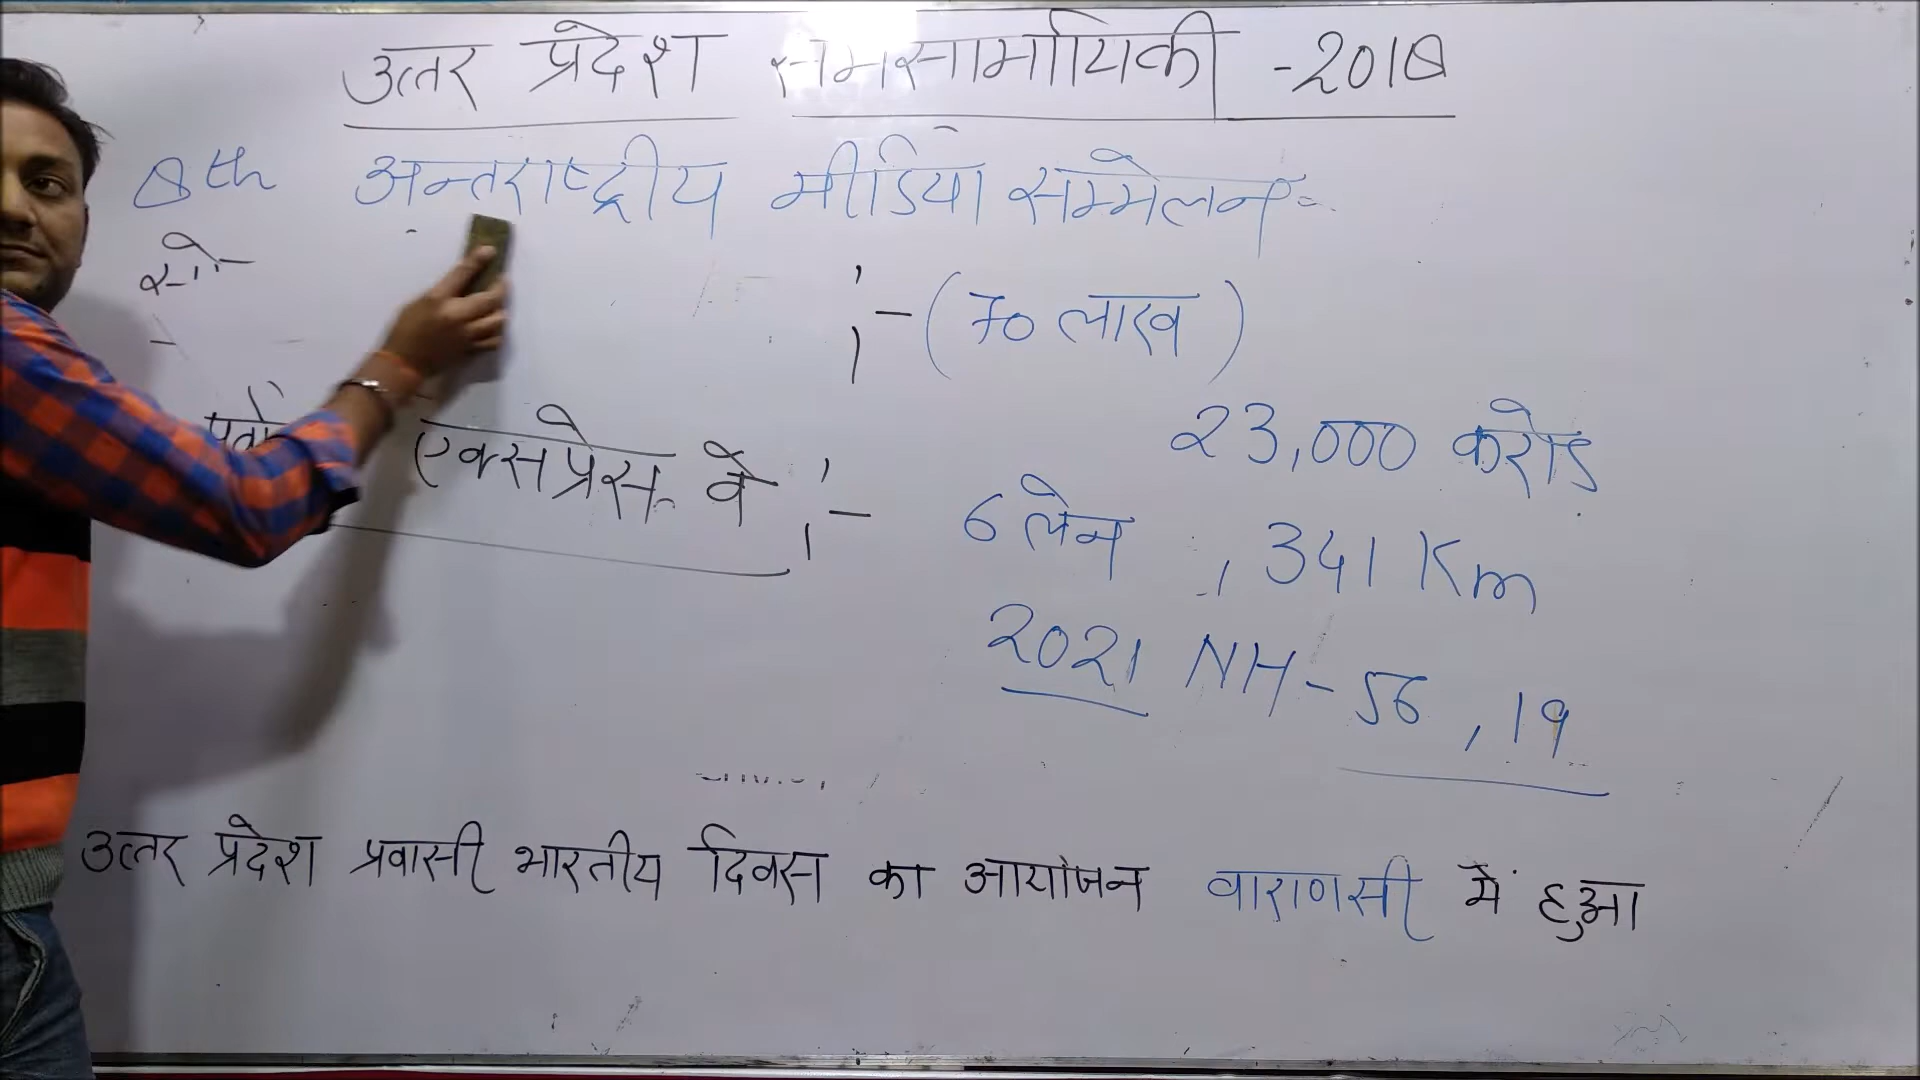 उत्तर प्रदेश समसामायिकी -2018
8th अन्तराष्ट्रीय मीडिया सम्मेलन
:- (70 लाख)
23,000 करोड
एक्सप्रेस वे :- 6 लेन , 341 Km
2021 NH-56 , 19
उत्तर प्रदेश प्रवासी भारतीय दिवस का आयोजन वाराणसी में हुआ